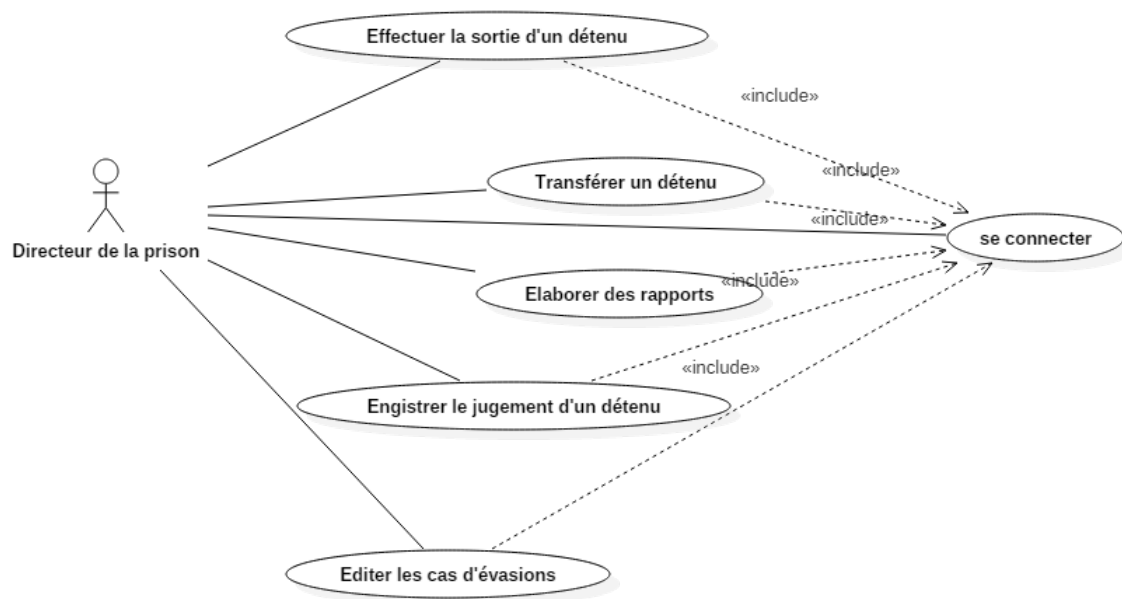 Effectuer la sortie d'un détenu
«include»
«include»
Transférer un détenu
«include»
se connecter
Directeur de la prison
«include»
Elaborer des rapports
«include»
Engistrer le jugement d'un détenu
Editer les cas d'évasions